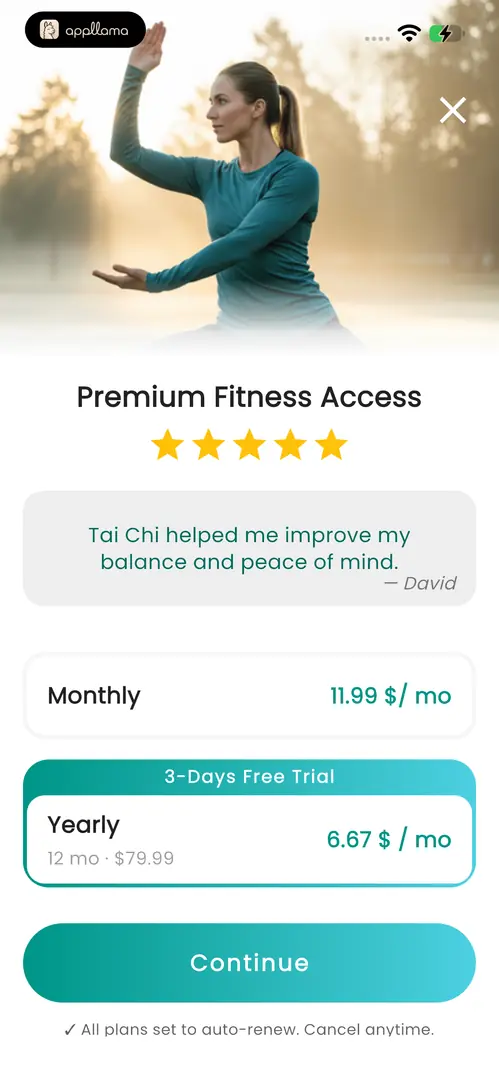 appllama
Premium Fitness Access
Tai Chi helped me improve my
balance and peace of mind.
— David
Monthly
11.99 $/ mo
3-Days Free Trial
Yearly
12 mo · $79.99
6.67 $ / mo
Continue
✓ All plans set to auto-renew. Cancel anytime.